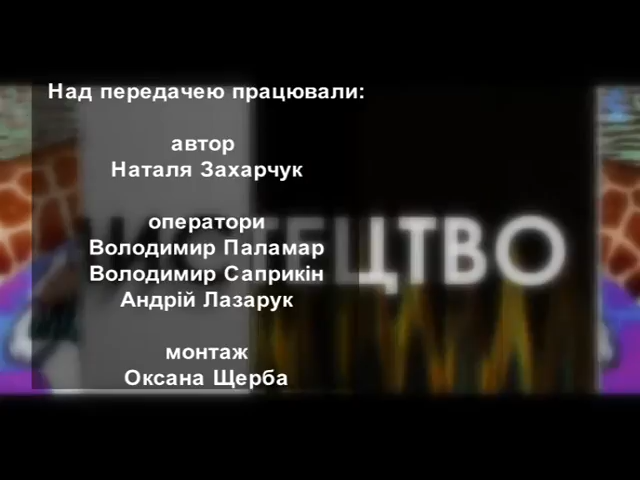 Над передачею працювали:
автор
Наталя Захарчук
оператори
Володимир Паламар
Володимир Саприкін
Андрій Лазарук
монтаж
Оксана Щерба